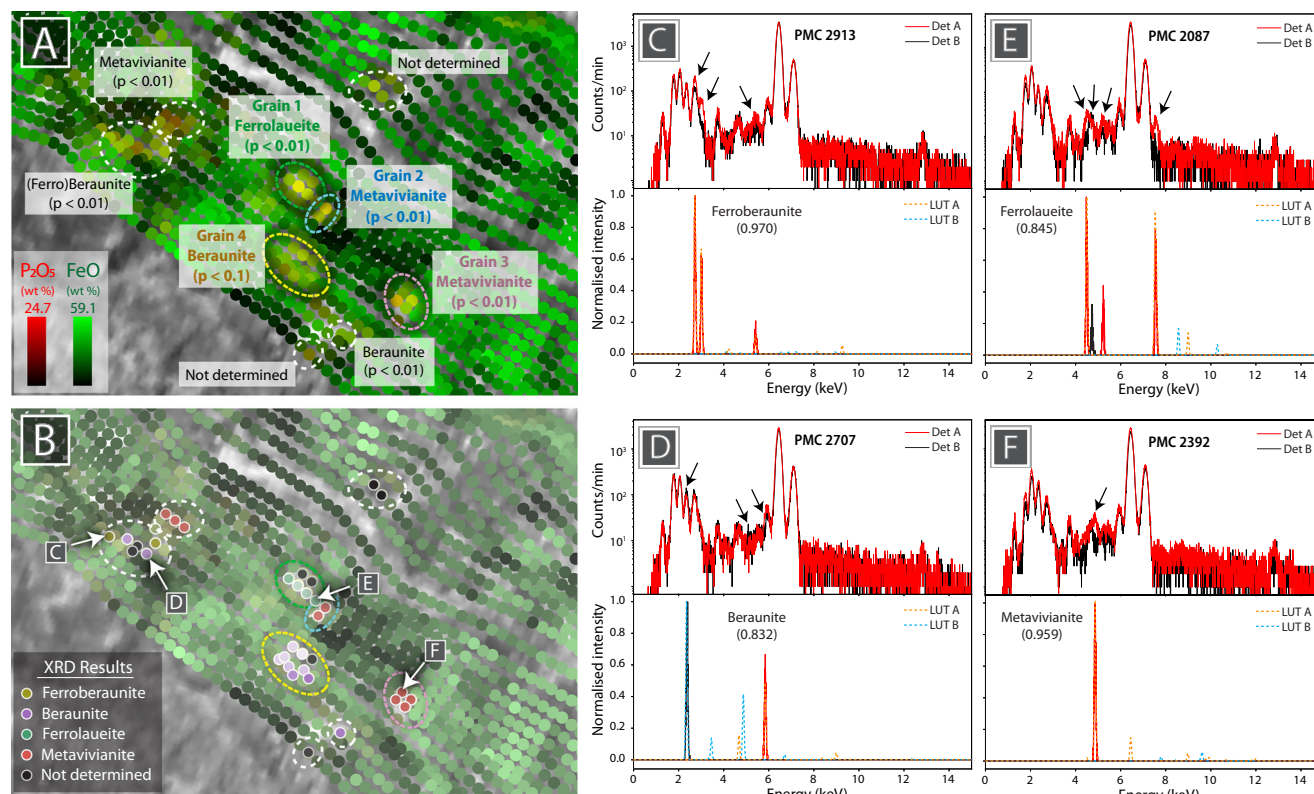 A
Metavivianite
(p < 0.01)
Not determined
Grain 1
Ferrolaueite
(p < 0.01)
Grain 2
Metavivianite
(p < 0.01)
(Ferro)Beraunite
(p < 0.01)
Grain 4
Beraunite
(p < 0.1)
Grain 3
Metavivianite
(p < 0.01)
P₂O₅ FeO
(wt %) (wt %)
24.7 59.1
Not determined
Beraunite
(p < 0.01)
B
C
D
E
F
XRD Results
Ferroberaunite
Beraunite
Ferrolaueite
Metavivianite
Not determined
C
PMC 2913
Det A
Det B
Counts/min
10³
10²
10¹
Ferroberaunite
(0.970)
LUT A
LUT B
Normalised intensity
1.0
0.8
0.6
0.4
0.2
0.0
0 2 4 6 8 10 12 14
Energy (keV)
E
PMC 2087
Det A
Det B
Ferrolaueite
(0.845)
LUT A
LUT B
0 2 4 6 8 10 12 14
Energy (keV)
D
PMC 2707
Det A
Det B
Counts/min
10³
10²
10¹
Beraunite
(0.832)
LUT A
LUT B
Normalised intensity
1.0
0.8
0.6
0.4
0.2
0.0
0 2 4 6 8 10 12 14
Energy (keV)
F
PMC 2392
Det A
Det B
Metavivianite
(0.959)
LUT A
LUT B
0 2 4 6 8 10 12 14
Energy (keV)